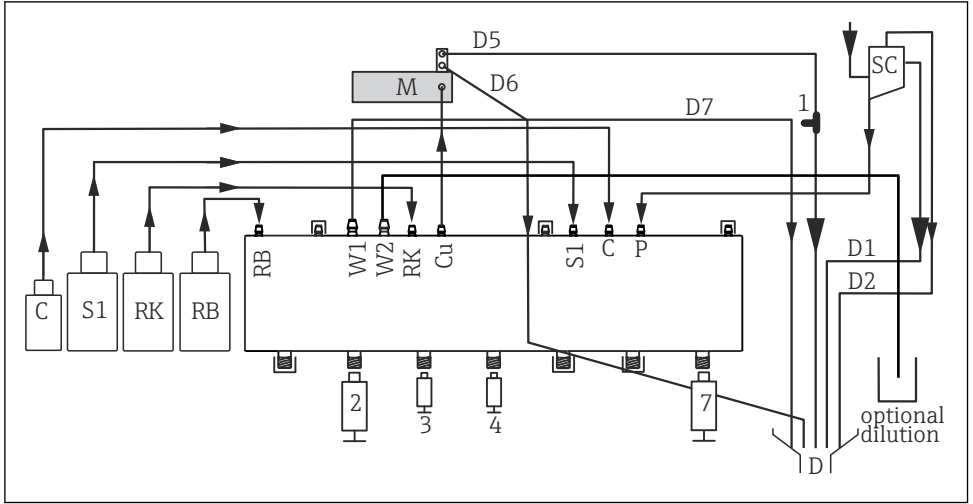 D5
SC
M
D6
1
D7
RB
W1
W2
RK
Cu
S1
C
P
D1
D2
C
S1
RK
RB
2
3
4
7
optional
dilution
D